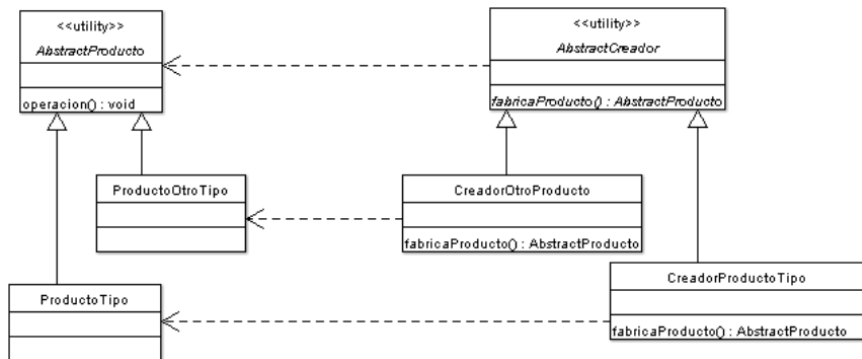 <<utility>>
AbstractProducto
operacion() : void
<<utility>>
AbstractCreador
fabricaProducto() : AbstractProducto
ProductoOtroTipo
CreadorOtroProducto
fabricaProducto() : AbstractProducto
ProductoTipo
CreadorProductoTipo
fabricaProducto() : AbstractProducto